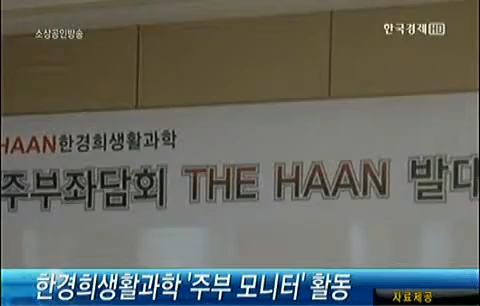 소상공인방송
한국경제HD
HAAN한경희생활과학
주부좌담회 THE HAAN 발대
한경희생활과학 '주부 모니터' 활동
자료제공